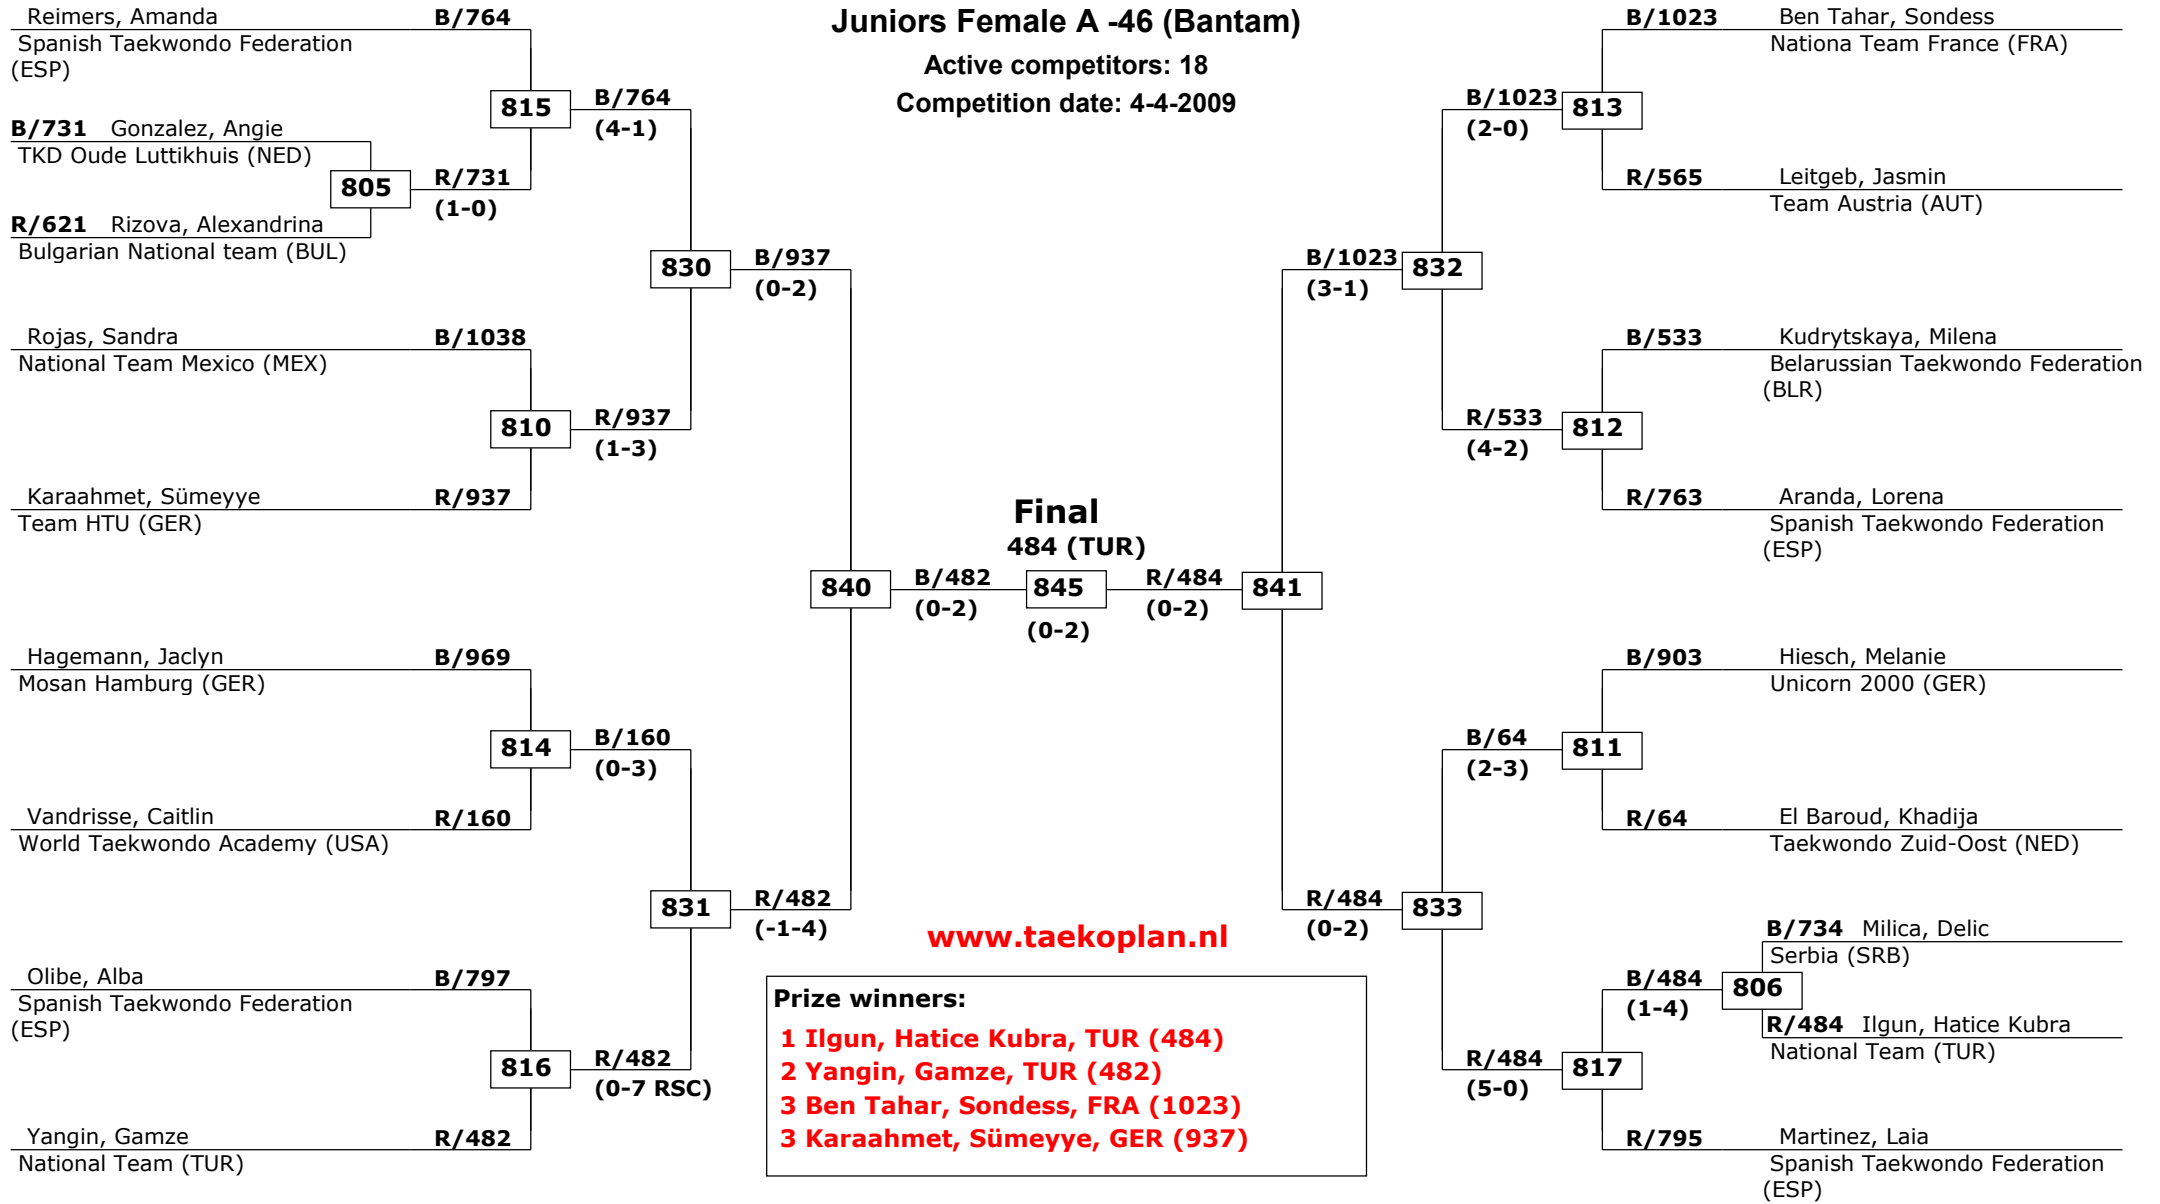 Juniors Female A -46 (Bantam)
Active competitors: 18
Competition date: 4-4-2009
Reimers, Amanda B/764
Spanish Taekwondo Federation
(ESP)
815
B/764
(4-1)
B/731 Gonzalez, Angie
TKD Oude Luttikhuis (NED)
805
R/731
(1-0)
R/621 Rizova, Alexandrina
Bulgarian National team (BUL)
830
B/937
(0-2)
Rojas, Sandra B/1038
National Team Mexico (MEX)
810
R/937
(1-3)
Karaahmet, Sümeyye R/937
Team HTU (GER)
840
B/482
(0-2)
Hagemann, Jaclyn B/969
Mosan Hamburg (GER)
814
B/160
(0-3)
Vandrisse, Caitlin R/160
World Taekwondo Academy (USA)
831
R/482
(-1-4)
Olibe, Alba B/797
Spanish Taekwondo Federation
(ESP)
816
R/482
(0-7 RSC)
Yangin, Gamze R/482
National Team (TUR)
Final
484 (TUR)
845
(0-2)
R/484
(0-2)
841
B/1023 Ben Tahar, Sondess
Nationa Team France (FRA)
B/1023
(2-0)
813
R/565 Leitgeb, Jasmin
Team Austria (AUT)
B/1023
(3-1)
832
B/533 Kudrytskaya, Milena
Belarussian Taekwondo Federation
(BLR)
R/533
(4-2)
812
R/763 Aranda, Lorena
Spanish Taekwondo Federation
(ESP)
B/903 Hiesch, Melanie
Unicorn 2000 (GER)
B/64
(2-3)
811
R/64 El Baroud, Khadija
Taekwondo Zuid-Oost (NED)
R/484
(0-2)
833
B/734 Milica, Delic
Serbia (SRB)
B/484
(1-4)
806
R/484 Ilgun, Hatice Kubra
National Team (TUR)
R/484
(5-0)
817
R/795 Martinez, Laia
Spanish Taekwondo Federation
(ESP)
www.taekoplan.nl
Prize winners:
1 Ilgun, Hatice Kubra, TUR (484)
2 Yangin, Gamze, TUR (482)
3 Ben Tahar, Sondess, FRA (1023)
3 Karaahmet, Sümeyye, GER (937)